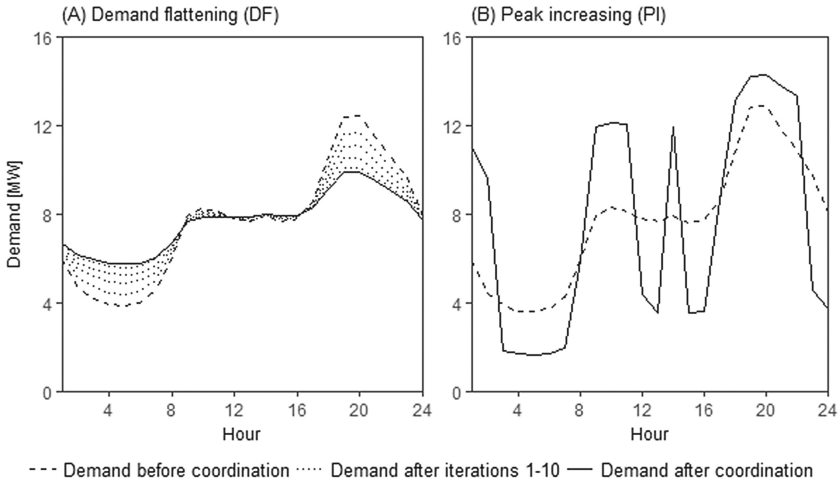 (A) Demand flattening (DF)
(B) Peak increasing (PI)
Demand [MW]
16
12
8
4
0
4 8 12 16 20 24
Hour
16
12
8
4
0
4 8 12 16 20 24
Hour
Demand before coordination
Demand after iterations 1-10
Demand after coordination